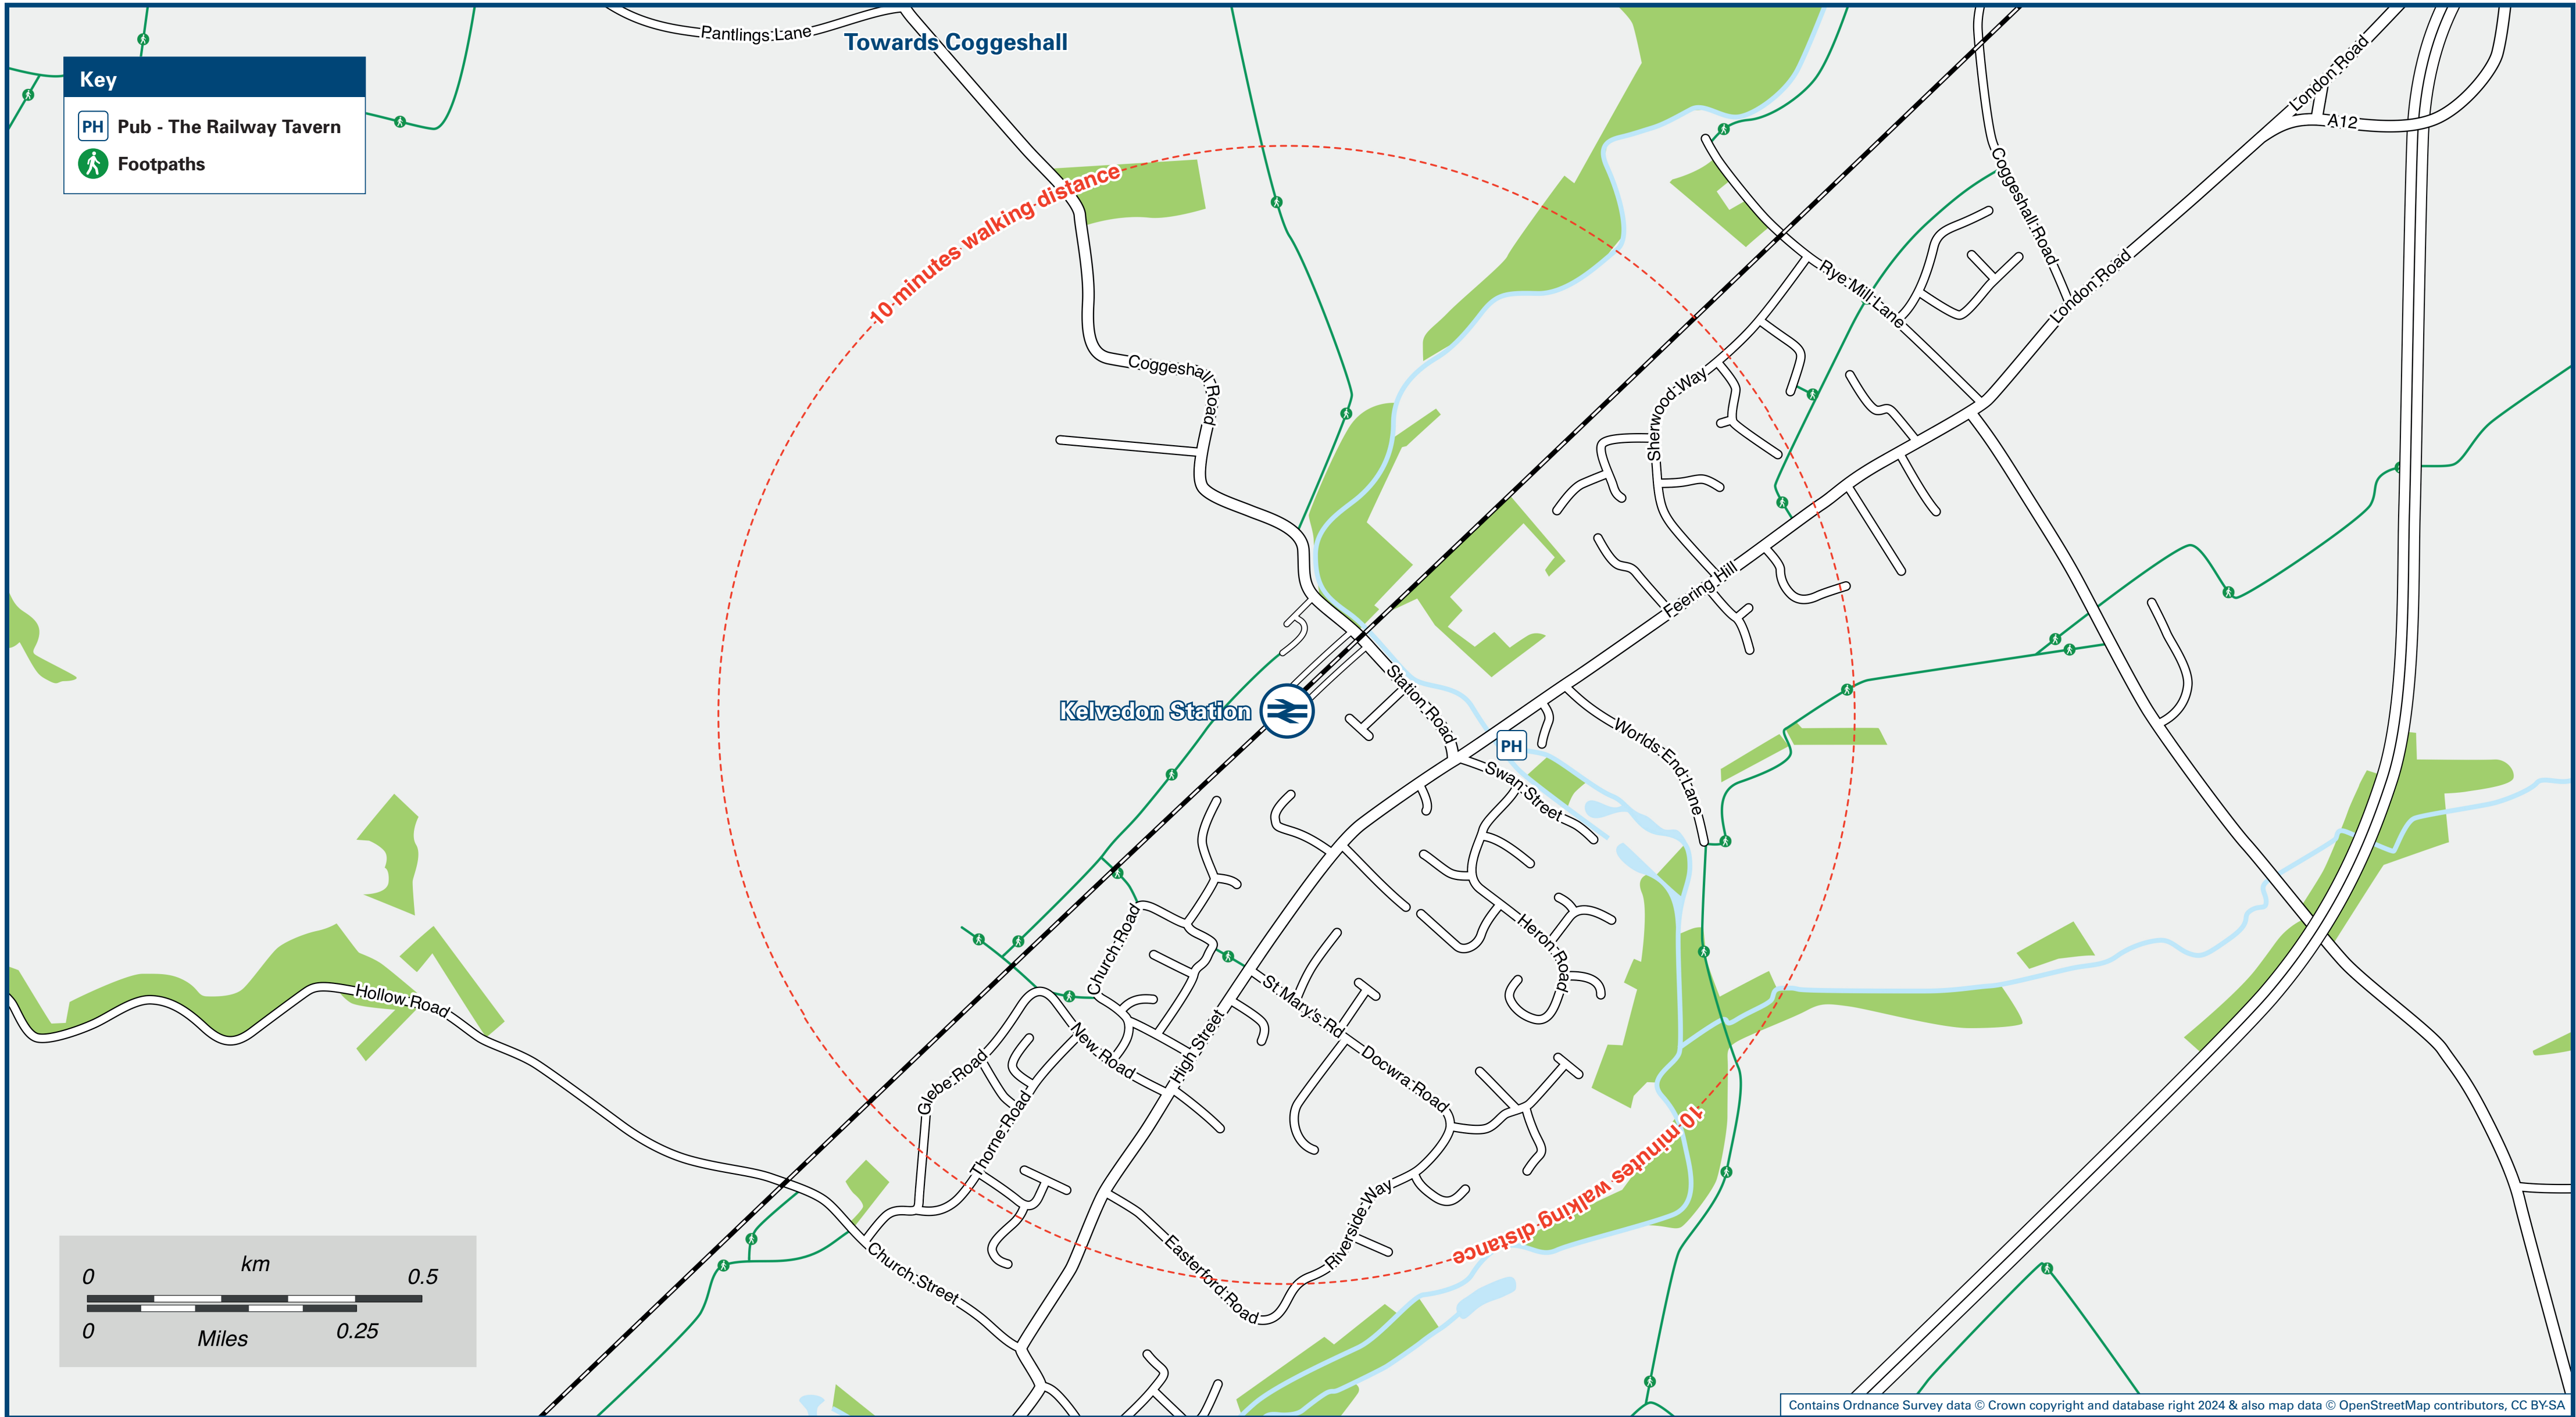 Pantlings Lane
Towards Coggeshall
London Road
A12
Key
PH Pub - The Railway Tavern
Footpaths
10 minutes walking distance
Coggeshall Road
Rye Mill Lane
London Road
Coggeshall Road
Sherwood Way
Feering Hill
Kelvedon Station
Station Road
PH
Worlds End Lane
Swan Street
Church Road
Heron Road
Hollow Road
St Mary's Rd
New Road
High Street
Docwra Road
Glebe Road
Thorne Road
10 minutes walking distance
Riverside Way
Easterford Road
Church Street
km
0 0.5
0 Miles 0.25
Contains Ordnance Survey data © Crown copyright and database right 2024 & also map data © OpenStreetMap contributors, CC BY-SA